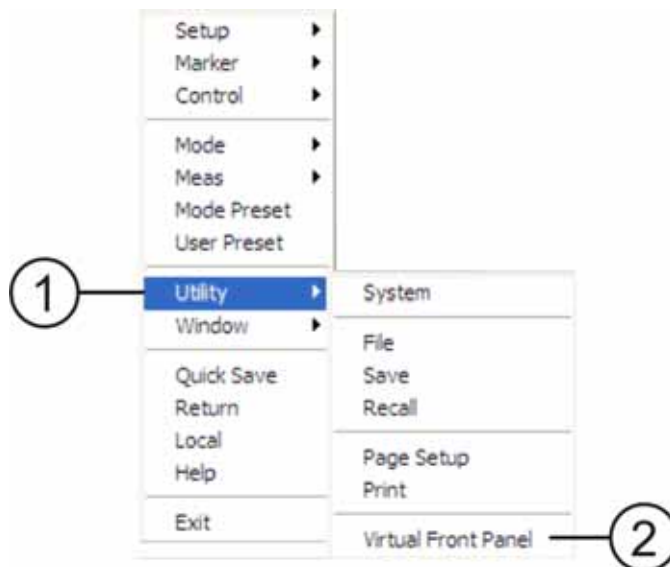 Setup
Marker
Control
Mode
Meas
Mode Preset
User Preset
1
Utility
Window
Quick Save
Return
Local
Help
Exit
System
File
Save
Recall
Page Setup
Print
Virtual Front Panel
2